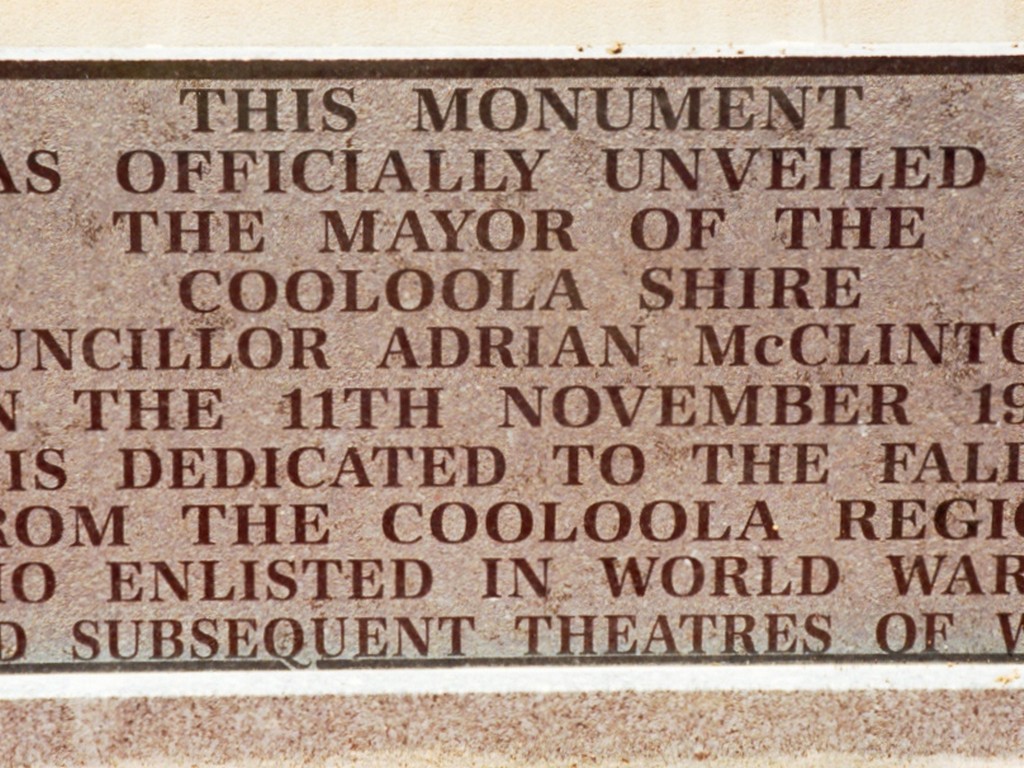 THIS MONUMENT
AS OFFICIALLY UNVEILED
THE MAYOR OF THE
COOLOOLA SHIRE
UNCILLOR ADRIAN McCLINTO
N THE 11TH NOVEMBER 19
IS DEDICATED TO THE FALL
ROM THE COOLOOLA REGIO
HO ENLISTED IN WORLD WAR
D SUBSEQUENT THEATRES OF W